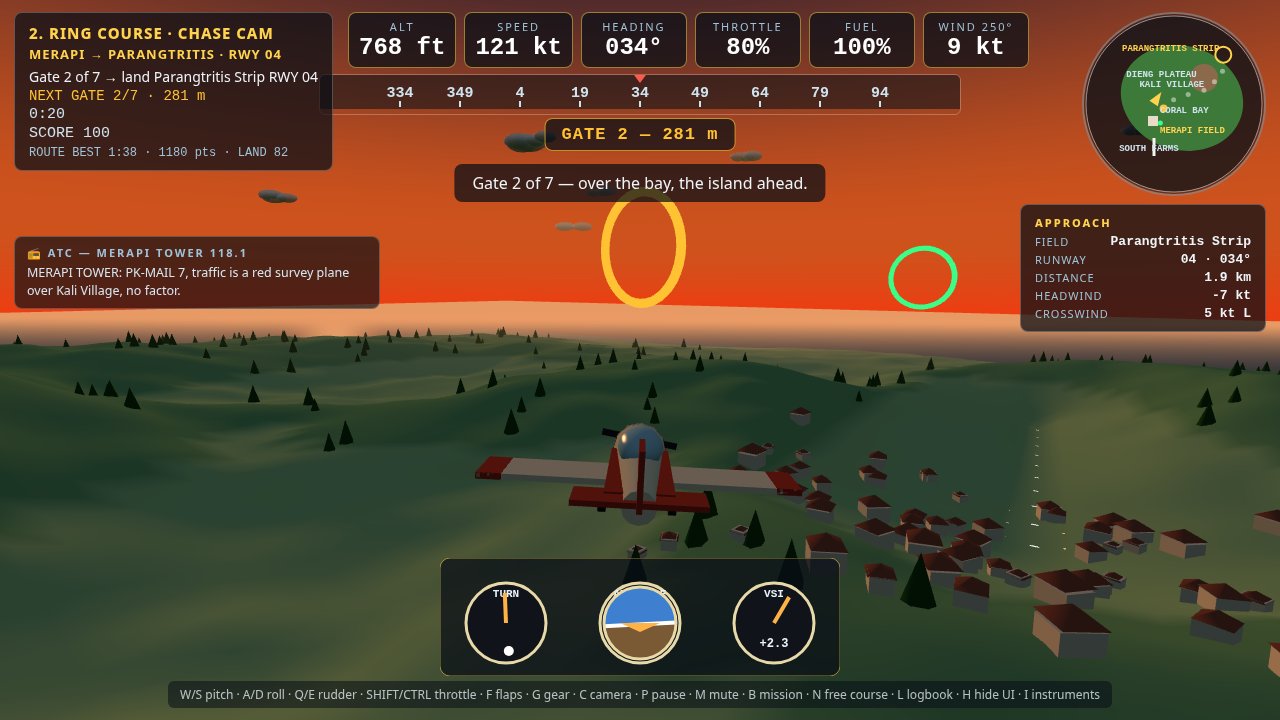 2. RING COURSE · CHASE CAM
MERAPI → PARANGTRITIS · RWY 04
Gate 2 of 7 → land Parangtritis Strip RWY 04
NEXT GATE 2/7 · 281 m
0:20
SCORE 100
ROUTE BEST 1:38 · 1180 pts · LAND 82
ALT
768 ft
SPEED
121 kt
HEADING
034°
THROTTLE
80%
FUEL
100%
WIND 250°
9 kt
334 349 4 19 34 49 64 79 94
GATE 2 — 281 m
Gate 2 of 7 — over the bay, the island ahead.
📻 ATC — MERAPI TOWER 118.1
MERAPI TOWER: PK-MAIL 7, traffic is a red survey plane
over Kali Village, no factor.
PARANGTRITIS STRIP
DIENG PLATEAU
KALI VILLAGE
CORAL BAY
MERAPI FIELD
SOUTH FARMS
APPROACH
FIELD Parangtritis Strip
RUNWAY 04 · 034°
DISTANCE 1.9 km
HEADWIND -7 kt
CROSSWIND 5 kt L
TURN
VSI
+2.3
W/S pitch · A/D roll · Q/E rudder · SHIFT/CTRL throttle · F flaps · G gear · C camera · P pause · M mute · B mission · N free course · L logbook · H hide UI · I instruments